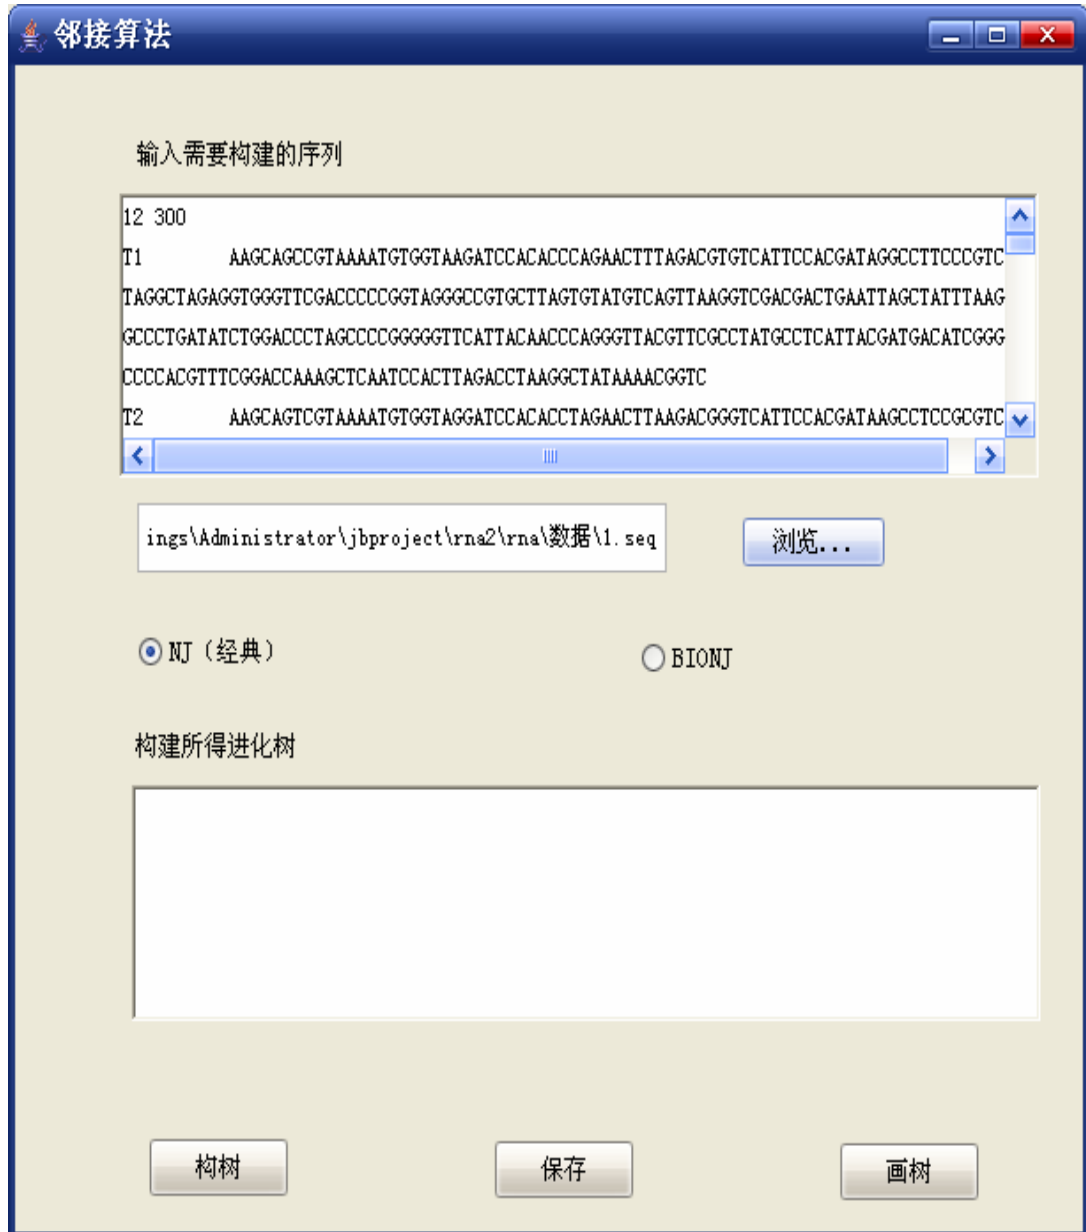 邻接算法
输入需要构建的序列
12 300
T1 AAGCAGCCGTAAAATGTGGTAAGATCCACACCCAGAACTTTAGACGTGTCATTCCACGATAGGCCTTCCCGTC
TAGGCTAGAGGTGGGTTCGACCCCCGGTAGGGCCGTGCTTAGTGTATGTCAGTTAAGGTCGACGACTGAATTAGCTATTTAAG
GCCCTGATATCTGGACCCTAGCCCCGGGGGTTCATTACAACCCAGGGTTACGTTCGCCTATGCCTCATTACGATGACATCGGG
CCCCACGTTTCGGACCAAAGCTCAATCCACTTAGACCTAAGGCTATAAAACGGTC
T2 AAGCAGTCGTAAAATGTGGTAGGATCCACACCTAGAACTTAAGACGGGTCATTCCACGATAAGCCTCCGCGTC
ings\Administrator\jbproject\rna2\rna\数据\1.seq
浏览...
NJ（经典）
BIONJ
构建所得进化树
构树
保存
画树